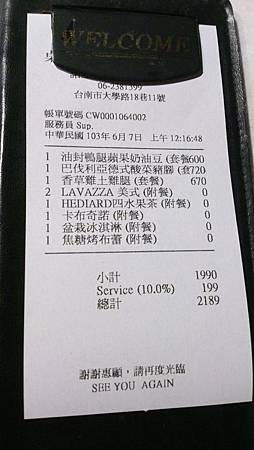 WELCOME
06-2381399
台南市大學路18巷11號
帳單號碼 CW0001064002
服務員 Sup.
中華民國 103年 6月 7日 上午 12:16:48
1 油封鴨腿蘋果奶油豆 (套餐600
1 巴伐利亞德式酸菜豬腳 (套720
1 香草雞土雞腿 (套餐) 670
2 LAVAZZA 美式 (附餐) 0
1 HEDIARD四水果茶 (附餐) 0
1 卡布奇諾 (附餐) 0
1 盆栽冰淇淋 (附餐) 0
1 焦糖烤布蕾 (附餐) 0
小計 1990
Service (10.0%) 199
總計 2189
謝謝惠顧，請再度光臨
SEE YOU AGAIN